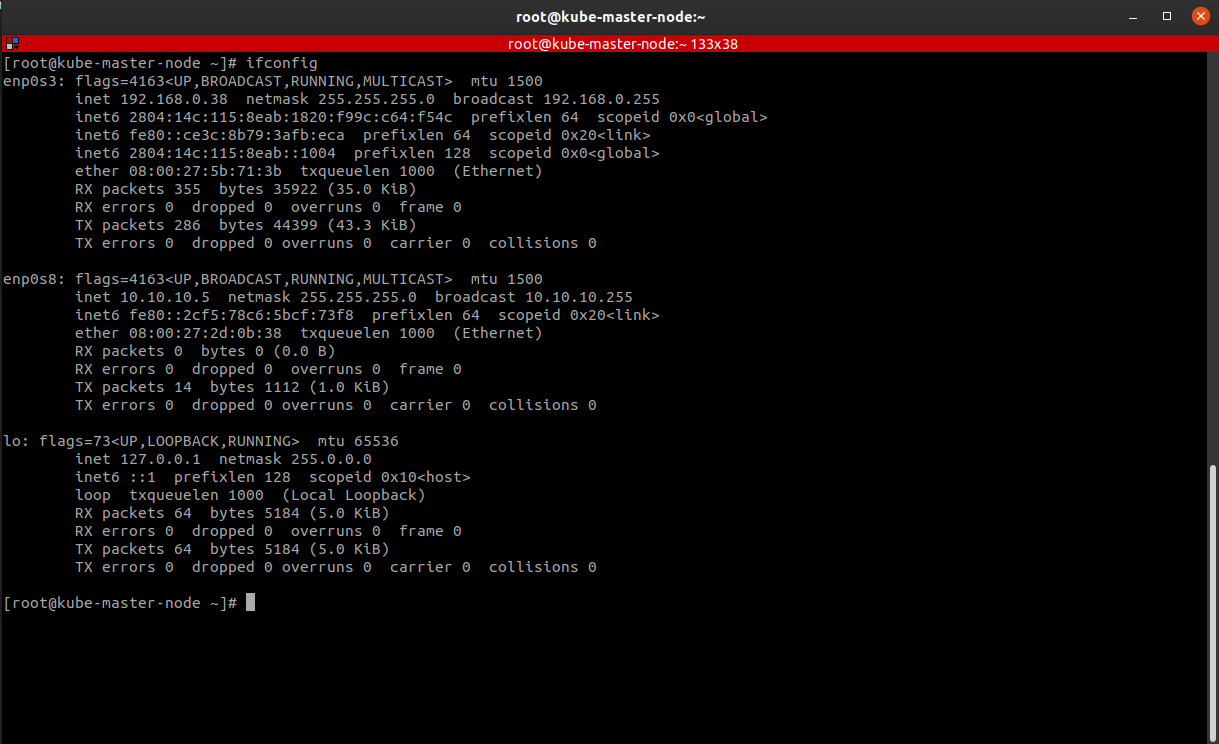 root@kube-master-node:~
root@kube-master-node:~ 133x38
[root@kube-master-node ~]# ifconfig
enp0s3: flags=4163<UP,BROADCAST,RUNNING,MULTICAST>  mtu 1500
        inet 192.168.0.38  netmask 255.255.255.0  broadcast 192.168.0.255
        inet6 2804:14c:115:8eab:1820:f99c:c64:f54c  prefixlen 64  scopeid 0x0<global>
        inet6 fe80::ce3c:8b79:3afb:eca  prefixlen 64  scopeid 0x20<link>
        inet6 2804:14c:115:8eab::1004  prefixlen 128  scopeid 0x0<global>
        ether 08:00:27:5b:71:3b  txqueuelen 1000  (Ethernet)
        RX packets 355  bytes 35922 (35.0 KiB)
        RX errors 0  dropped 0  overruns 0  frame 0
        TX packets 286  bytes 44399 (43.3 KiB)
        TX errors 0  dropped 0 overruns 0  carrier 0  collisions 0

enp0s8: flags=4163<UP,BROADCAST,RUNNING,MULTICAST>  mtu 1500
        inet 10.10.10.5  netmask 255.255.255.0  broadcast 10.10.10.255
        inet6 fe80::2cf5:78c6:5bcf:73f8  prefixlen 64  scopeid 0x20<link>
        ether 08:00:27:2d:0b:38  txqueuelen 1000  (Ethernet)
        RX packets 0  bytes 0 (0.0 B)
        RX errors 0  dropped 0  overruns 0  frame 0
        TX packets 14  bytes 1112 (1.0 KiB)
        TX errors 0  dropped 0 overruns 0  carrier 0  collisions 0

lo: flags=73<UP,LOOPBACK,RUNNING>  mtu 65536
        inet 127.0.0.1  netmask 255.0.0.0
        inet6 ::1  prefixlen 128  scopeid 0x10<host>
        loop  txqueuelen 1000  (Local Loopback)
        RX packets 64  bytes 5184 (5.0 KiB)
        RX errors 0  dropped 0  overruns 0  frame 0
        TX packets 64  bytes 5184 (5.0 KiB)
        TX errors 0  dropped 0 overruns 0  carrier 0  collisions 0

[root@kube-master-node ~]#